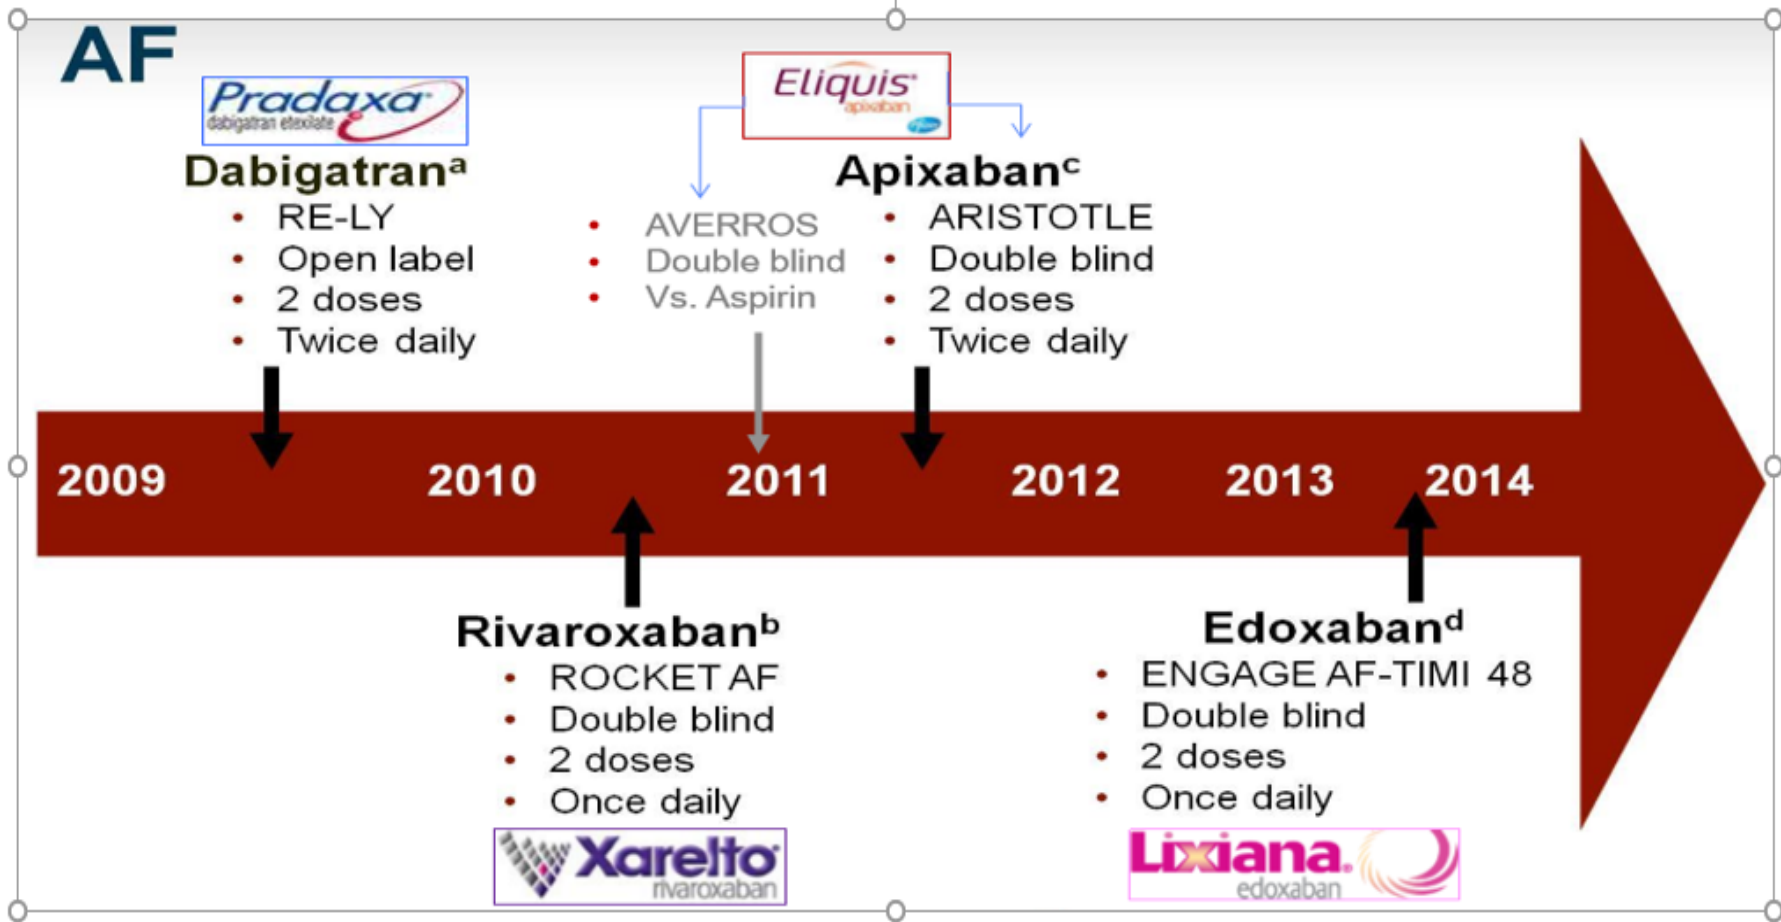 AF
Pradaxa®
dabigatran etexilate
Dabigatranᵃ
• RE-LY
• Open label
• 2 doses
• Twice daily
Eliquis®
apixaban
Pfizer
• AVERROS
• Double blind
• Vs. Aspirin
Apixabanᶜ
• ARISTOTLE
• Double blind
• 2 doses
• Twice daily
2009 2010 2011 2012 2013 2014
Rivaroxabanᵇ
• ROCKET AF
• Double blind
• 2 doses
• Once daily
Xarelto®
rivaroxaban
Edoxabanᵈ
• ENGAGE AF-TIMI 48
• Double blind
• 2 doses
• Once daily
Lixiana®
edoxaban